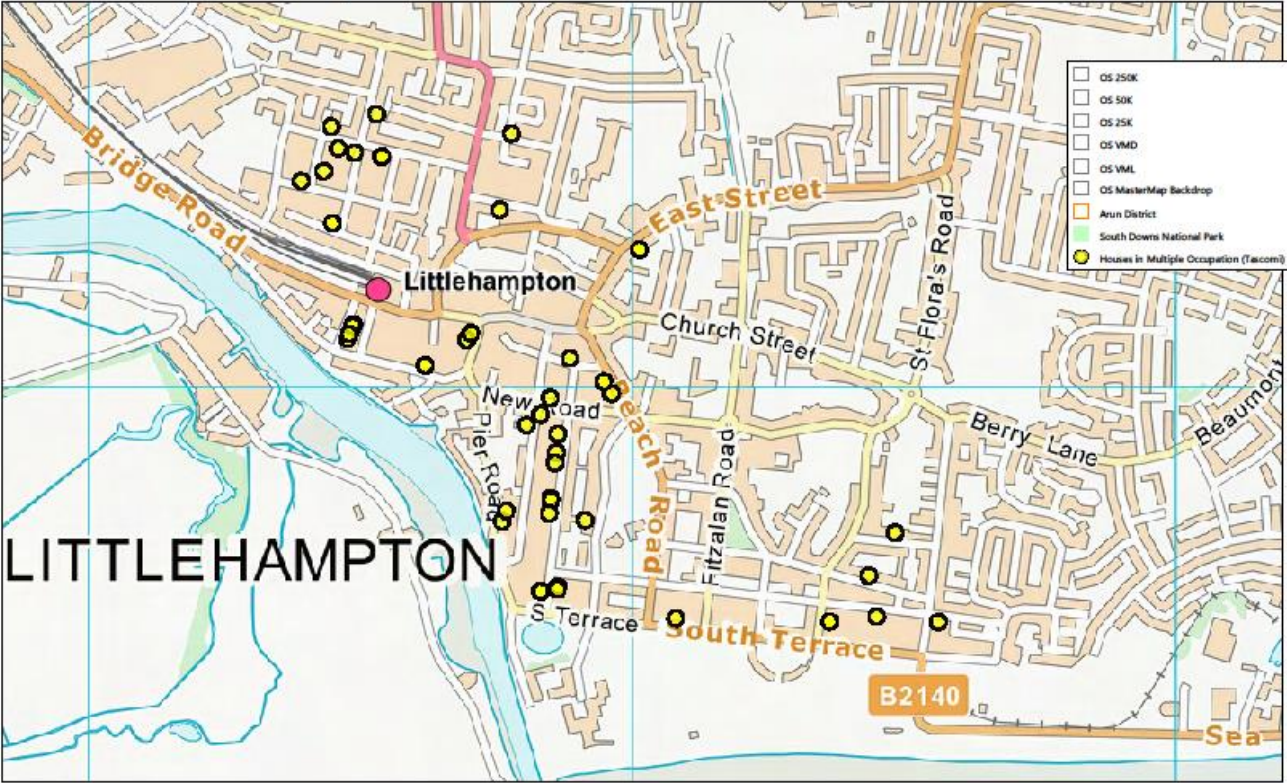 OS 250K
OS 50K
OS 25K
OS VMD
OS VML
OS MasterMap Backdrop
Arun District
South Downs National Park
Houses in Multiple Occupation (Tascomi)
Bridge Road
East Street
St Flora's Road
Littlehampton
Church Street
Beaumont
New Road
Beach Road
Berry Lane
Pier Road
Fitzalan Road
LITTLEHAMPTON
S Terrace
South Terrace
B2140
Sea